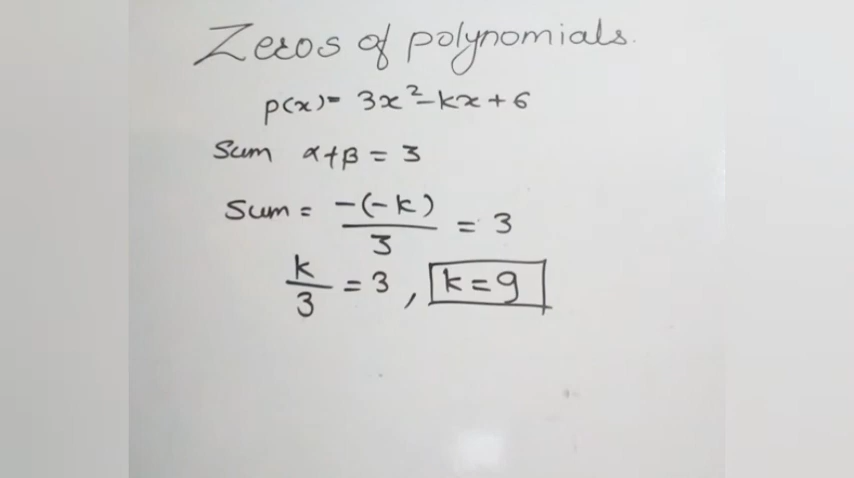 Zeros of polynomials.
p(x)= 3x²-kx+6
Sum α+β = 3
Sum = -(-k)/3 = 3
k/3 = 3, k=9